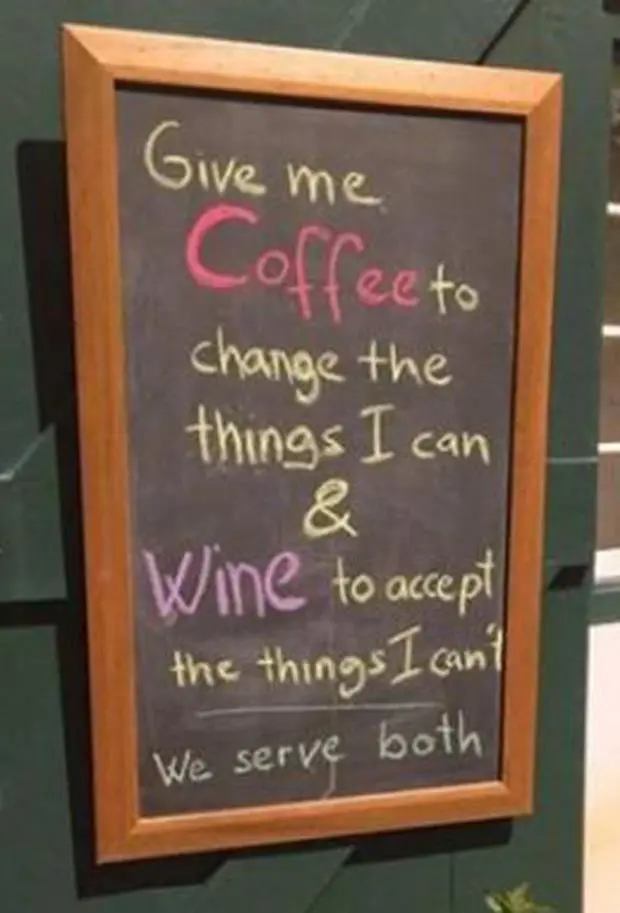 Give me
Coffee to
change the
things I can
&
Wine to accept
the things I can't
We serve both